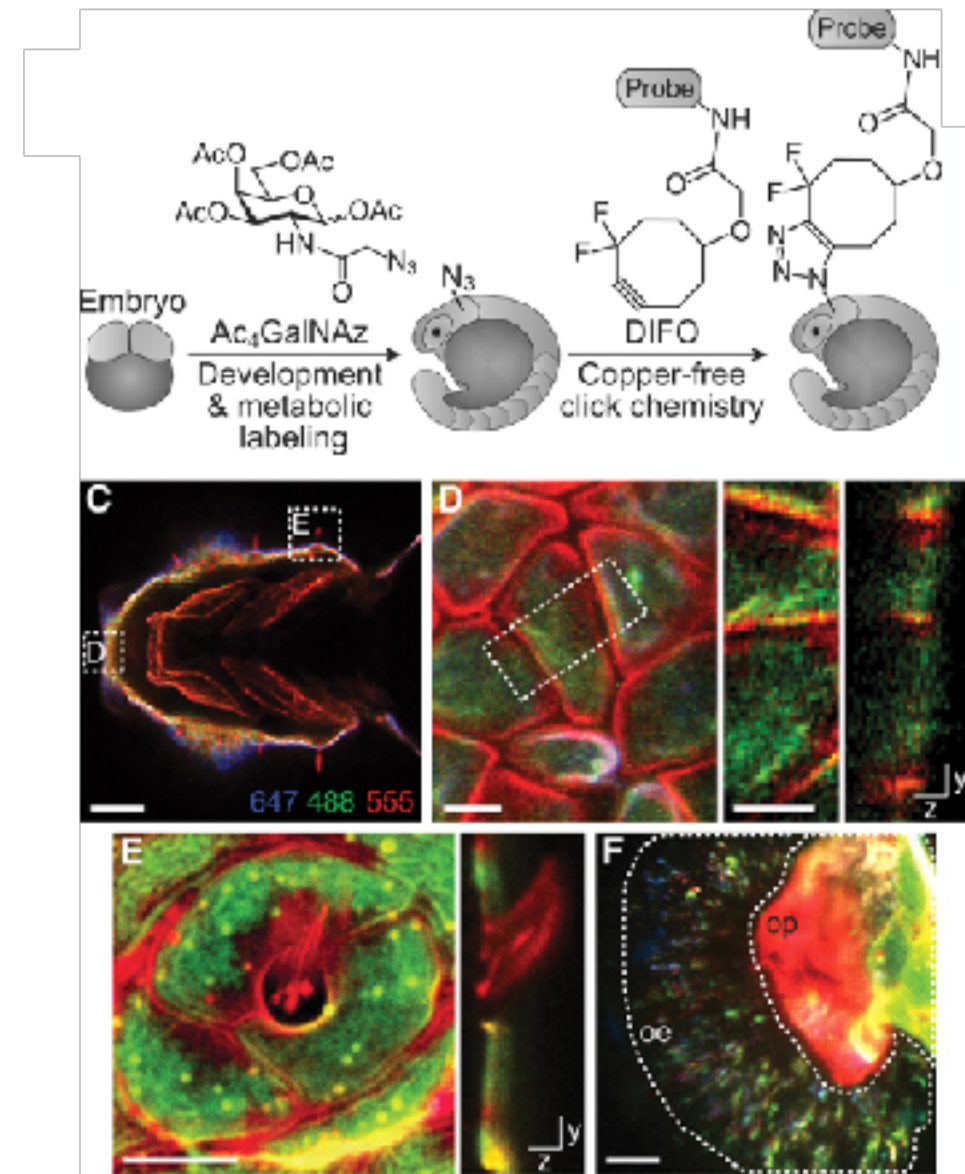 Probe
NH
O
O
F
F
N
N
N
Probe
NH
O
O
F
F
AcO
OAc
O
AcO
OAc
HN
N3
O
N3
Embryo
Ac4GalNAz
Development
& metabolic
labeling
DIFO
Copper-free
click chemistry
C
E
D
647 488 555
D
y
z
E
y
z
F
op
oe